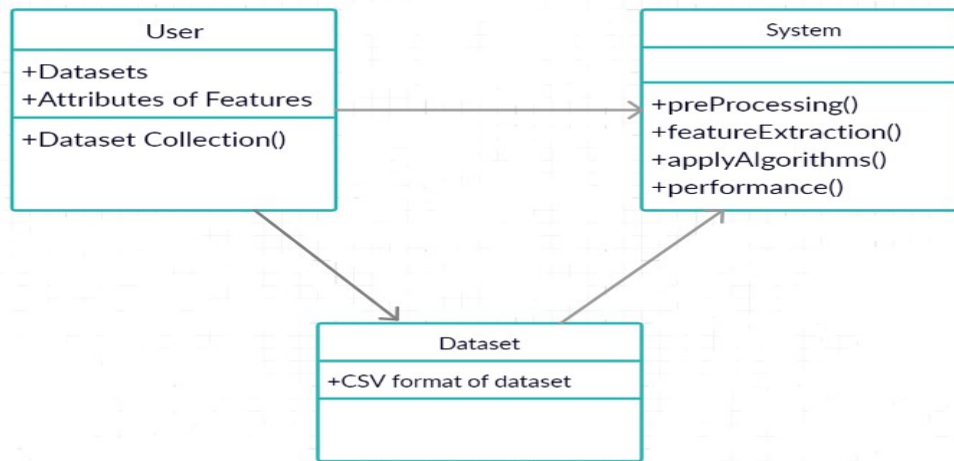 User
+Datasets
+Attributes of Features
+Dataset Collection()
System
+preProcessing()
+featureExtraction()
+applyAlgorithms()
+performance()
Dataset
+CSV format of dataset